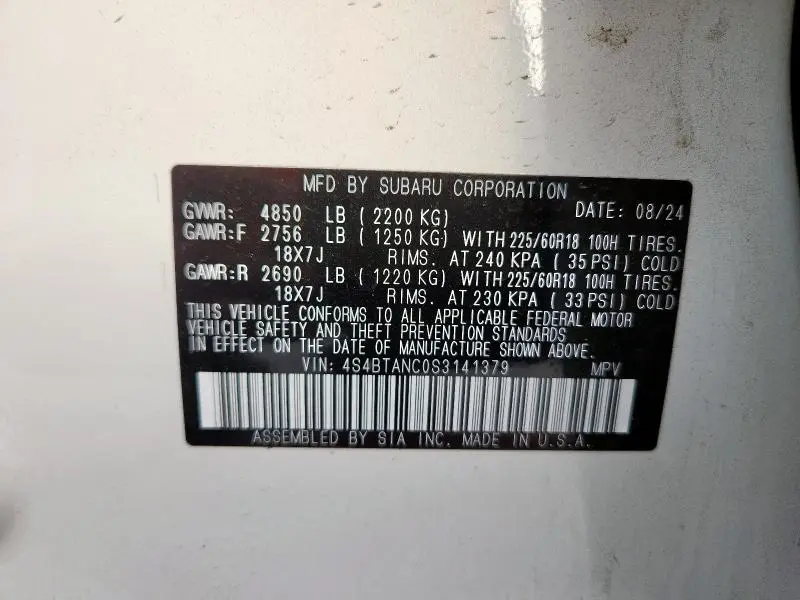 MFD BY SUBARU CORPORATION
GVWR: 4850 LB ( 2200 KG) DATE: 08/24
GAWR:F 2756 LB ( 1250 KG) WITH 225/60R18 100H TIRES.
18X7J RIMS. AT 240 KPA ( 35 PSI) COLD
GAWR:R 2690 LB ( 1220 KG) WITH 225/60R18 100H TIRES.
18X7J RIMS. AT 230 KPA ( 33 PSI) COLD
THIS VEHICLE CONFORMS TO ALL APPLICABLE FEDERAL MOTOR
VEHICLE SAFETY AND THEFT PREVENTION STANDARDS
IN EFFECT ON THE DATE OF MANUFACTURE SHOWN ABOVE.
VIN: 4S4BTANC0S3141379 MPV
ASSEMBLED BY SIA INC. MADE IN U.S.A.